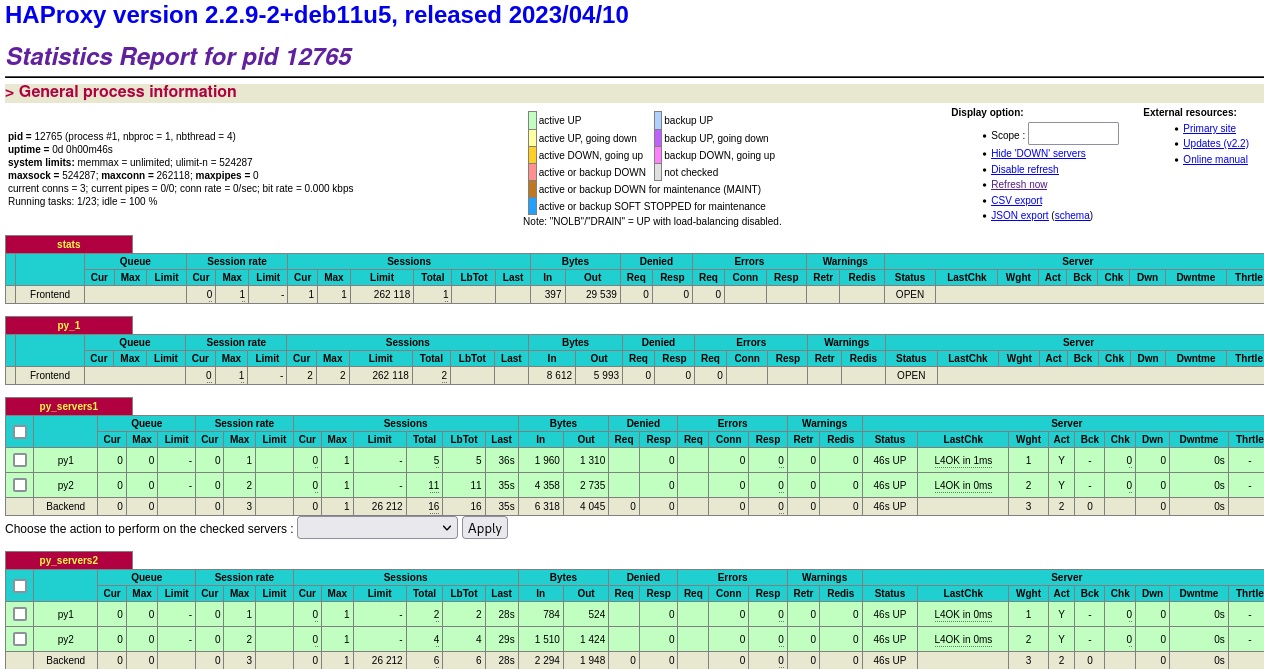 HAProxy version 2.2.9-2+deb11u5, released 2023/04/10
Statistics Report for pid 12765
> General process information
pid = 12765 (process #1, nbproc = 1, nbthread = 4)
uptime = 0d 0h00m46s
system limits: memmax = unlimited; ulimit-n = 524287
maxsock = 524287; maxconn = 262118; maxpipes = 0
current conns = 3; current pipes = 0/0; conn rate = 0/sec; bit rate = 0.000 kbps
Running tasks: 1/23; idle = 100 %
active UP backup UP
active UP, going down backup UP, going down
active DOWN, going up backup DOWN, going up
active or backup DOWN not checked
active or backup DOWN for maintenance (MAINT)
active or backup SOFT STOPPED for maintenance
Note: "NOLB"/"DRAIN" = UP with load-balancing disabled.
Display option:
• Scope :
• Hide 'DOWN' servers
• Disable refresh
• Refresh now
• CSV export
• JSON export (schema)
External resources:
• Primary site
• Updates (v2.2)
• Online manual
stats
Queue Session rate Sessions Bytes Denied Errors Warnings Server
Cur Max Limit Cur Max Limit Cur Max Limit Total LbTot Last In Out Req Resp Req Conn Resp Retr Redis Status LastChk Wght Act Bck Chk Dwn Dwntme Thrtle
Frontend 0 1 - 1 1 262 118 1 397 29 539 0 0 0 OPEN
py_1
Queue Session rate Sessions Bytes Denied Errors Warnings Server
Cur Max Limit Cur Max Limit Cur Max Limit Total LbTot Last In Out Req Resp Req Conn Resp Retr Redis Status LastChk Wght Act Bck Chk Dwn Dwntme Thrtle
Frontend 0 1 - 2 2 262 118 2 8 612 5 993 0 0 0 OPEN
py_servers1
Queue Session rate Sessions Bytes Denied Errors Warnings Server
Cur Max Limit Cur Max Limit Cur Max Limit Total LbTot Last In Out Req Resp Req Conn Resp Retr Redis Status LastChk Wght Act Bck Chk Dwn Dwntme Thrtle
py1 0 0 - 0 1 0 1 - 5 5 36s 1 960 1 310 0 0 0 0 0 46s UP L4OK in 1ms 1 Y - 0 0 0s -
py2 0 0 - 0 2 0 1 - 11 11 35s 4 358 2 735 0 0 0 0 0 46s UP L4OK in 0ms 2 Y - 0 0 0s -
Backend 0 0 0 3 0 1 26 212 16 16 35s 6 318 4 045 0 0 0 0 0 0 46s UP 3 2 0 0 0s
Choose the action to perform on the checked servers : Apply
py_servers2
Queue Session rate Sessions Bytes Denied Errors Warnings Server
Cur Max Limit Cur Max Limit Cur Max Limit Total LbTot Last In Out Req Resp Req Conn Resp Retr Redis Status LastChk Wght Act Bck Chk Dwn Dwntme Thrtle
py1 0 0 - 0 1 0 1 - 2 2 28s 784 524 0 0 0 0 0 46s UP L4OK in 0ms 1 Y - 0 0 0s -
py2 0 0 - 0 2 0 1 - 4 4 29s 1 510 1 424 0 0 0 0 0 46s UP L4OK in 0ms 2 Y - 0 0 0s -
Backend 0 0 0 3 0 1 26 212 6 6 28s 2 294 1 948 0 0 0 0 0 0 46s UP 3 2 0 0 0s